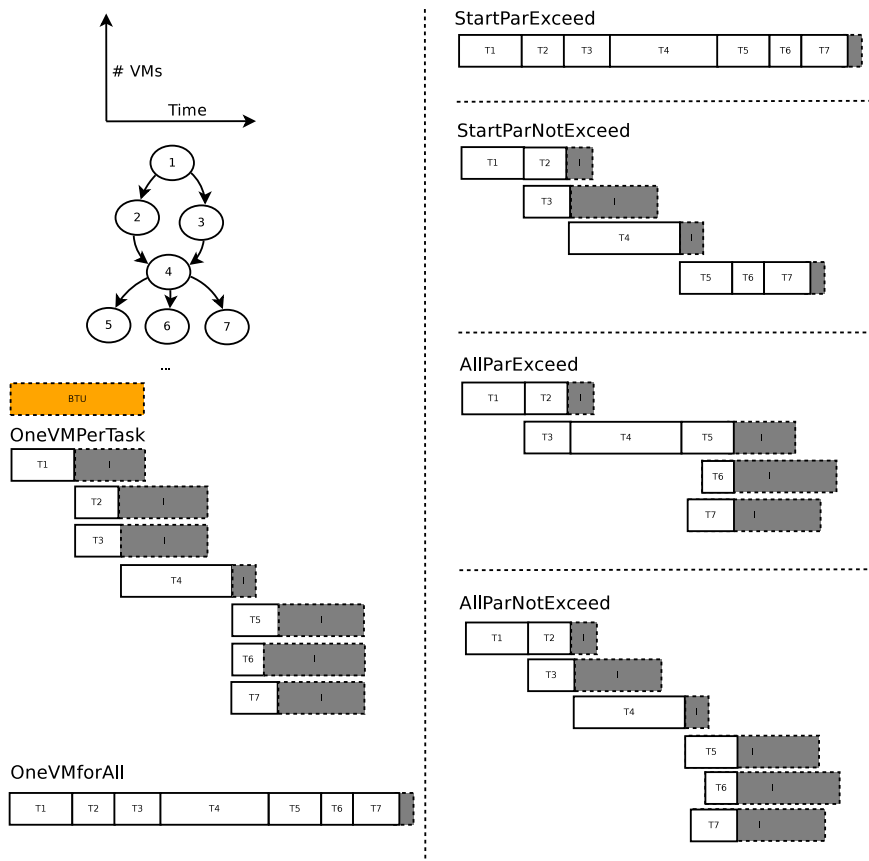 # VMs
Time
1
2
3
4
5
6
7
...
BTU
OneVMPerTask
T1 I
T2 I
T3 I
T4 I
T5 I
T6 I
T7 I
OneVMforAll
T1 T2 T3 T4 T5 T6 T7
StartParExceed
T1 T2 T3 T4 T5 T6 T7 I
StartParNotExceed
T1 T2 I
T3 I
T4 I
T5 T6 T7
AllParExceed
T1 T2 I
T3 T4 T5 I
T6 I
T7 I
AllParNotExceed
T1 T2 I
T3 I
T4 I
T5 I
T6 I
T7 I